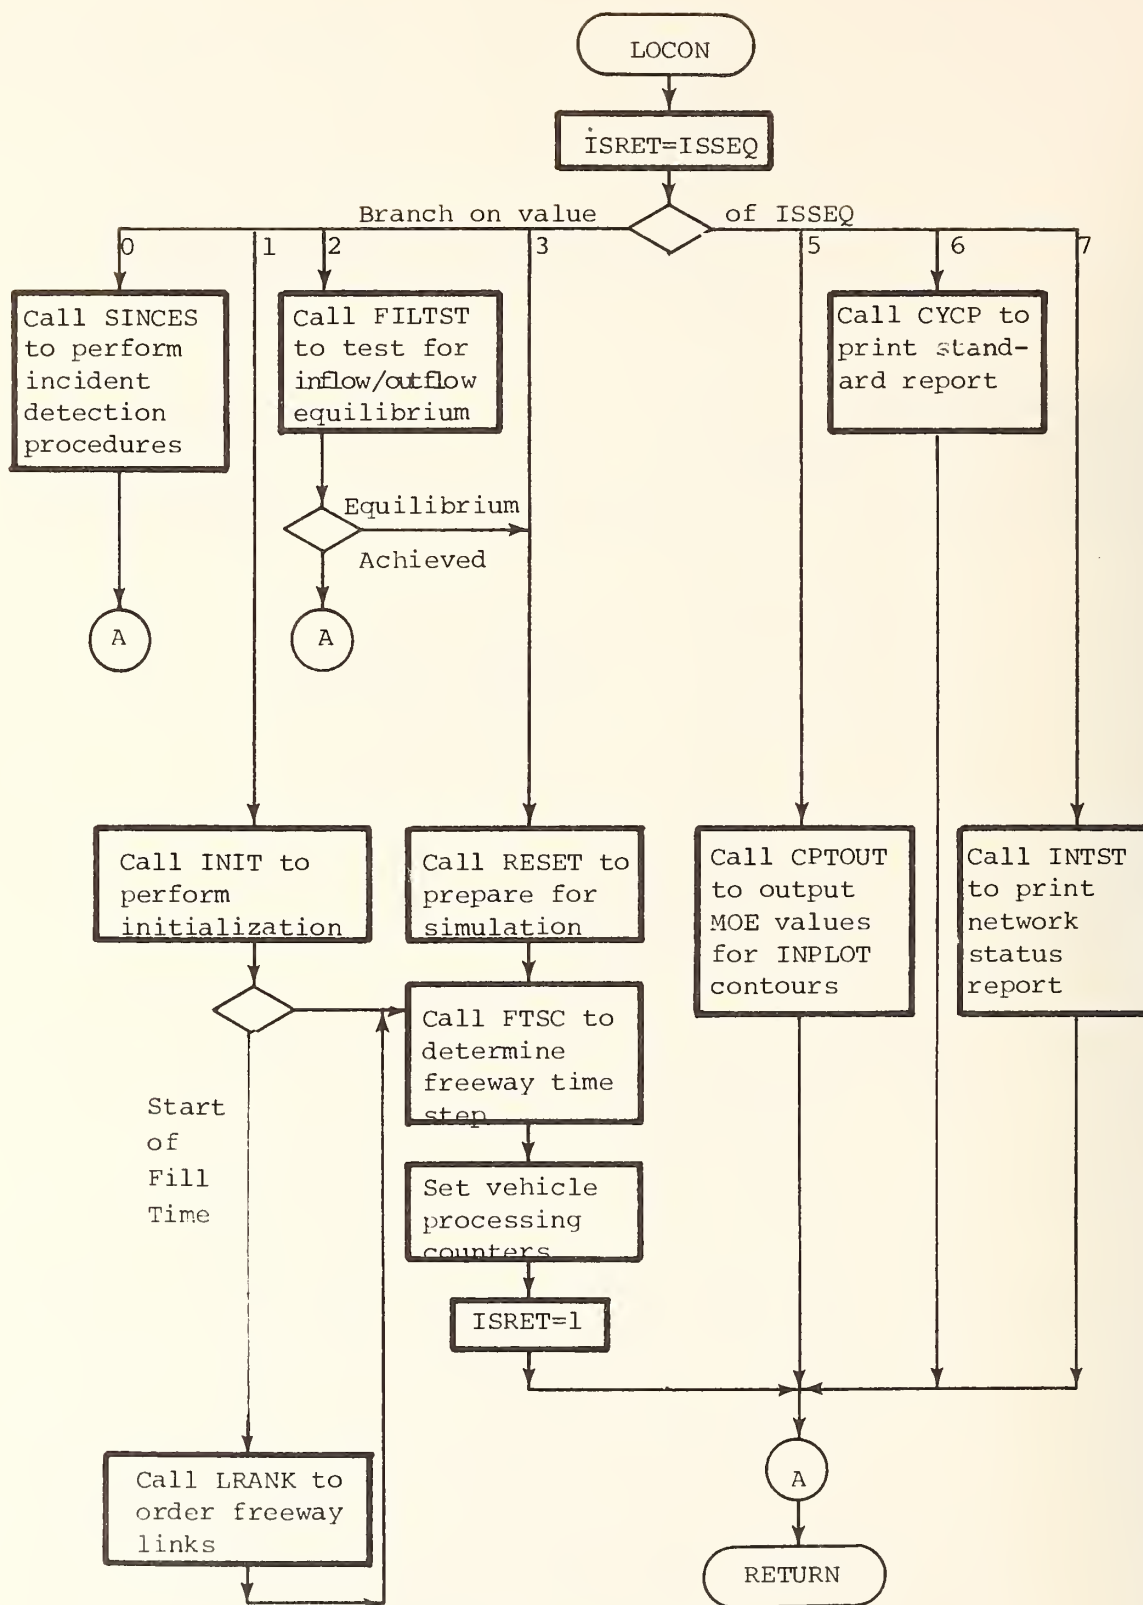 LOCON
ISRET=ISSEQ
Branch on value of ISSEQ
0 1 2 3 5 6 7
Call SINCES
to perform
incident
detection
procedures
Call FILTST
to test for
inflow/outflow
equilibrium
Call CYCP to
print stand-
ard report
Equilibrium
Achieved
A
A
Call INIT to
perform
initialization
Call RESET to
prepare for
simulation
Call CPTOUT
to output
MOE values
for INPLOT
contours
Call INTST
to print
network
status
report
Call FTSC to
determine
freeway time
step
Start
of
Fill
Time
Set vehicle
processing
counters
ISRET=1
Call LRANK to
order freeway
links
A
RETURN